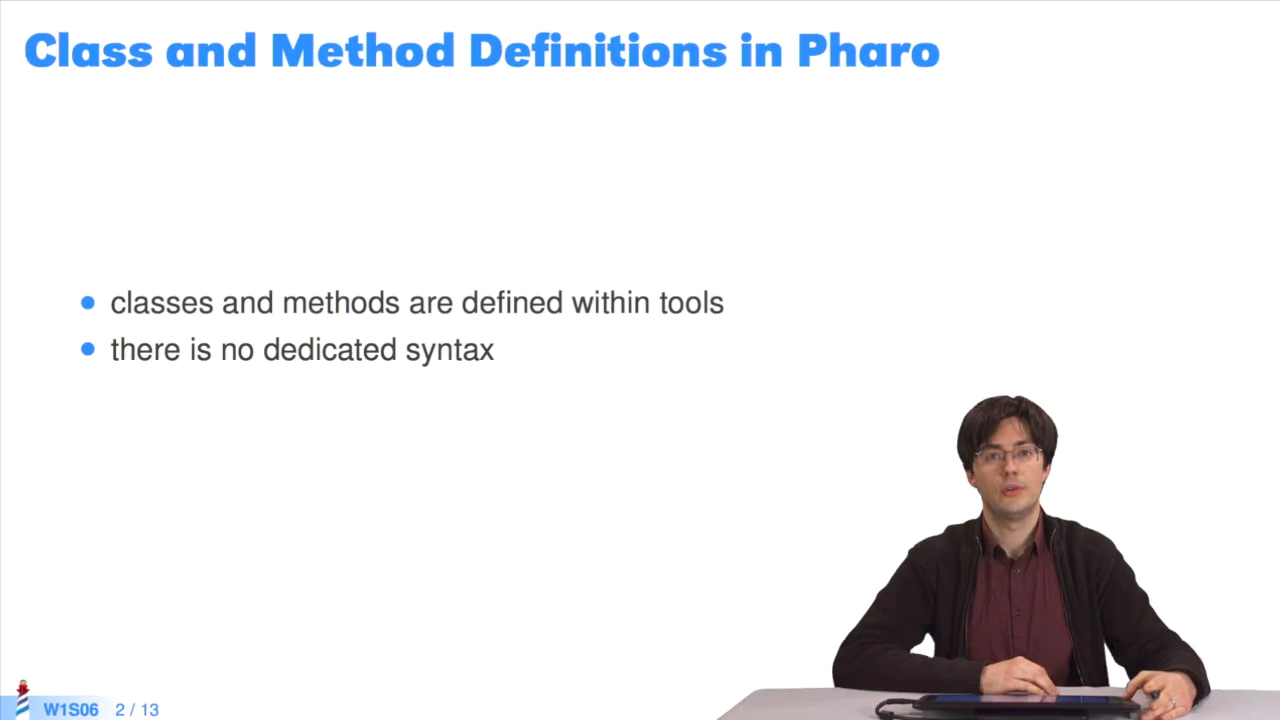 Class and Method Definitions in Pharo
classes and methods are defined within tools
there is no dedicated syntax
W1S06 2 / 13